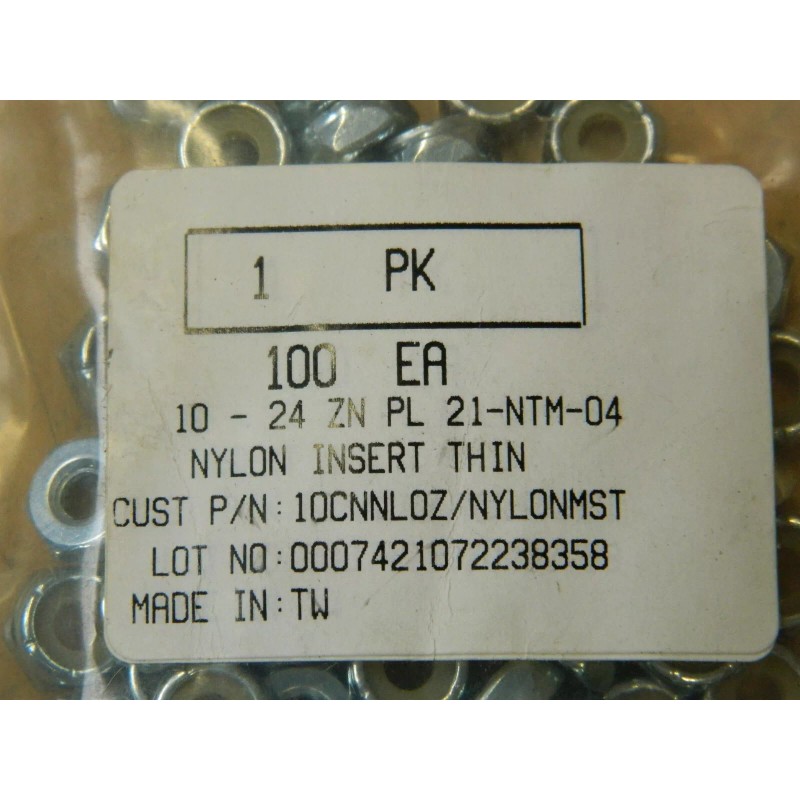 1 PK
100 EA
10 - 24 ZN PL 21-NTM-04
NYLON INSERT THIN
CUST P/N:10CNNL0Z/NYLONMST
LOT NO:0007421072238358
MADE IN:TW